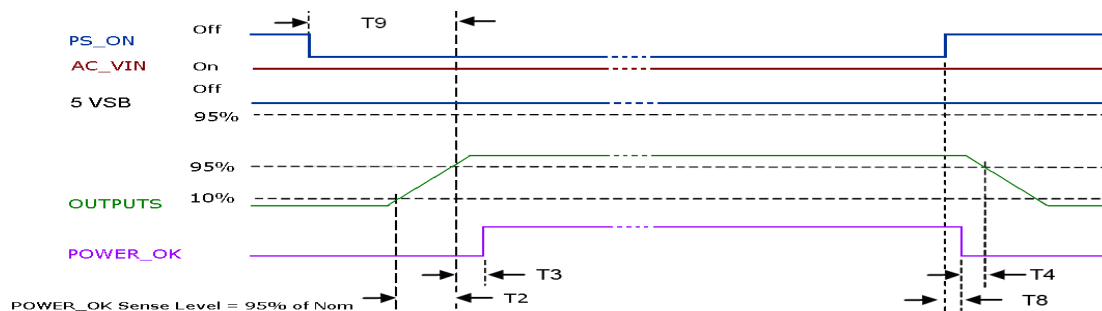 Off
T9
PS_ON
AC_VIN
On
Off
5 VSB
95%
95%
10%
OUTPUTS
POWER_OK
T3
T4
T2
T8
POWER_OK Sense Level = 95% of Nom